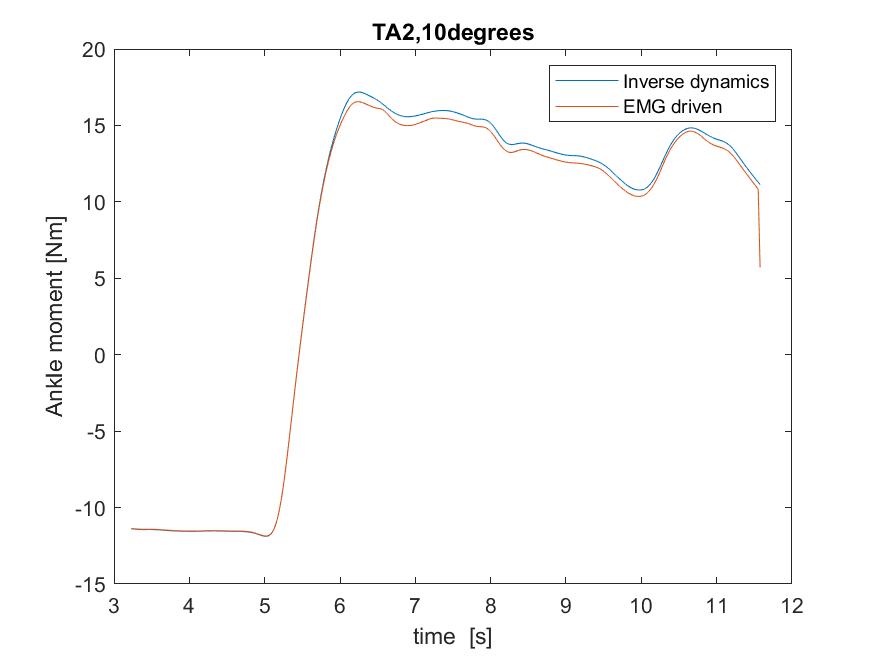 TA2,10degrees
20
15
10
5
0
-5
-10
-15
Ankle moment [Nm]
Inverse dynamics
EMG driven
3 4 5 6 7 8 9 10 11 12
time [s]